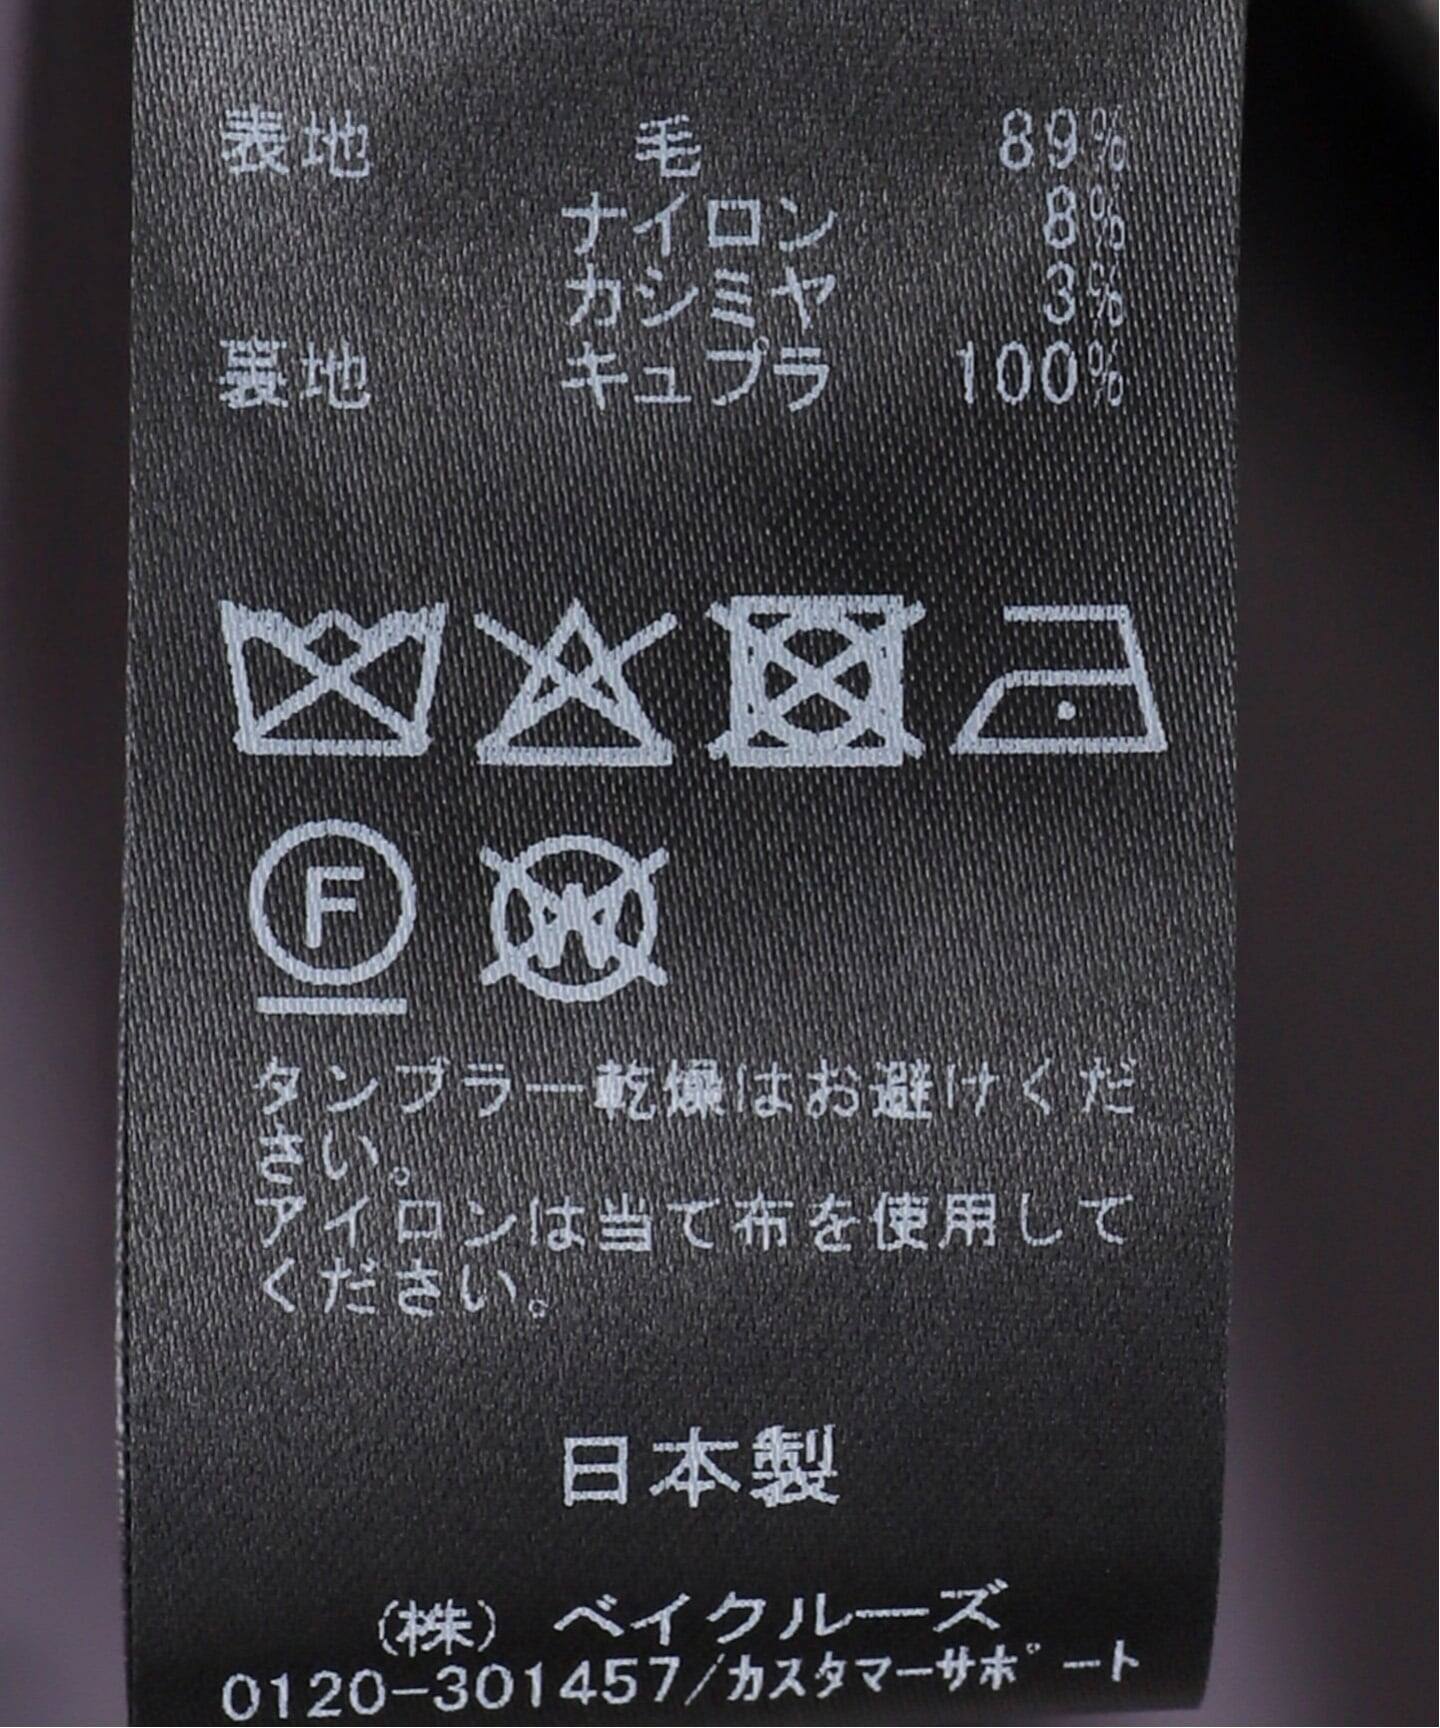 表地 毛 89%
ナイロン 8%
カシミヤ 3%
裏地 キュプラ 100%
F
W
タンブラー乾燥はお避けくだ
さい。
アイロンは当て布を使用して
ください。
日本製
(株) ベイクルーズ
0120-301457/カスタマーサポート